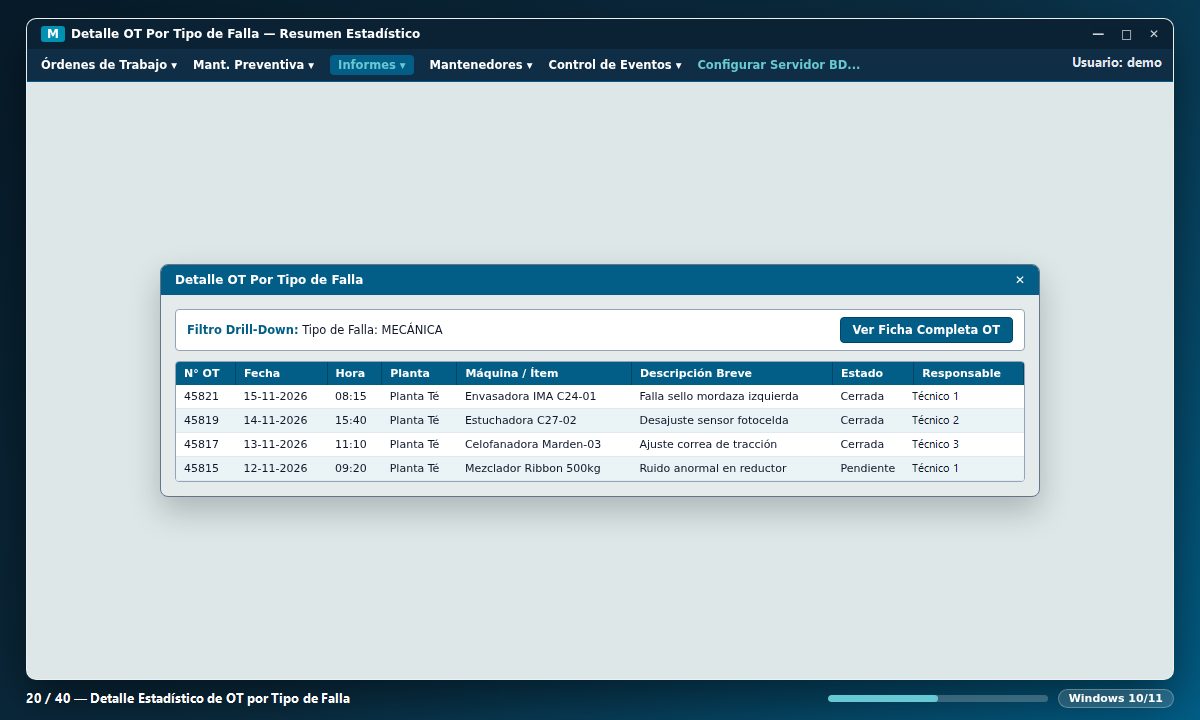 M Detalle OT Por Tipo de Falla — Resumen Estadístico
Órdenes de Trabajo ▾ Mant. Preventiva ▾ Informes ▾ Mantenedores ▾ Control de Eventos ▾ Configurar Servidor BD... Usuario: demo
Detalle OT Por Tipo de Falla
Filtro Drill-Down: Tipo de Falla: MECÁNICA Ver Ficha Completa OT
N° OT Fecha Hora Planta Máquina / Ítem Descripción Breve Estado Responsable
45821 15-11-2026 08:15 Planta Té Envasadora IMA C24-01 Falla sello mordaza izquierda Cerrada Técnico 1
45819 14-11-2026 15:40 Planta Té Estuchadora C27-02 Desajuste sensor fotocelda Cerrada Técnico 2
45817 13-11-2026 11:10 Planta Té Celofanadora Marden-03 Ajuste correa de tracción Cerrada Técnico 3
45815 12-11-2026 09:20 Planta Té Mezclador Ribbon 500kg Ruido anormal en reductor Pendiente Técnico 1
20 / 40 — Detalle Estadístico de OT por Tipo de Falla Windows 10/11